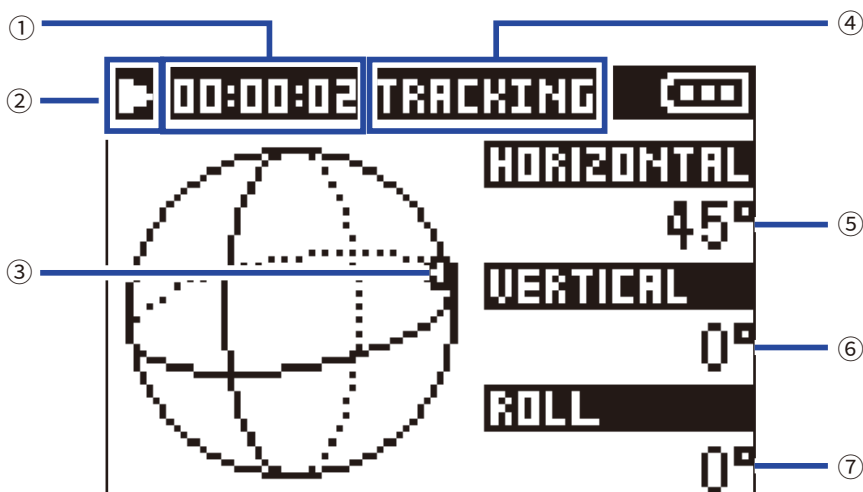 ① ④
② 00:00:02 TRACKING
HORIZONTAL
45° ⑤
③ VERTICAL
0° ⑥
ROLL
0° ⑦